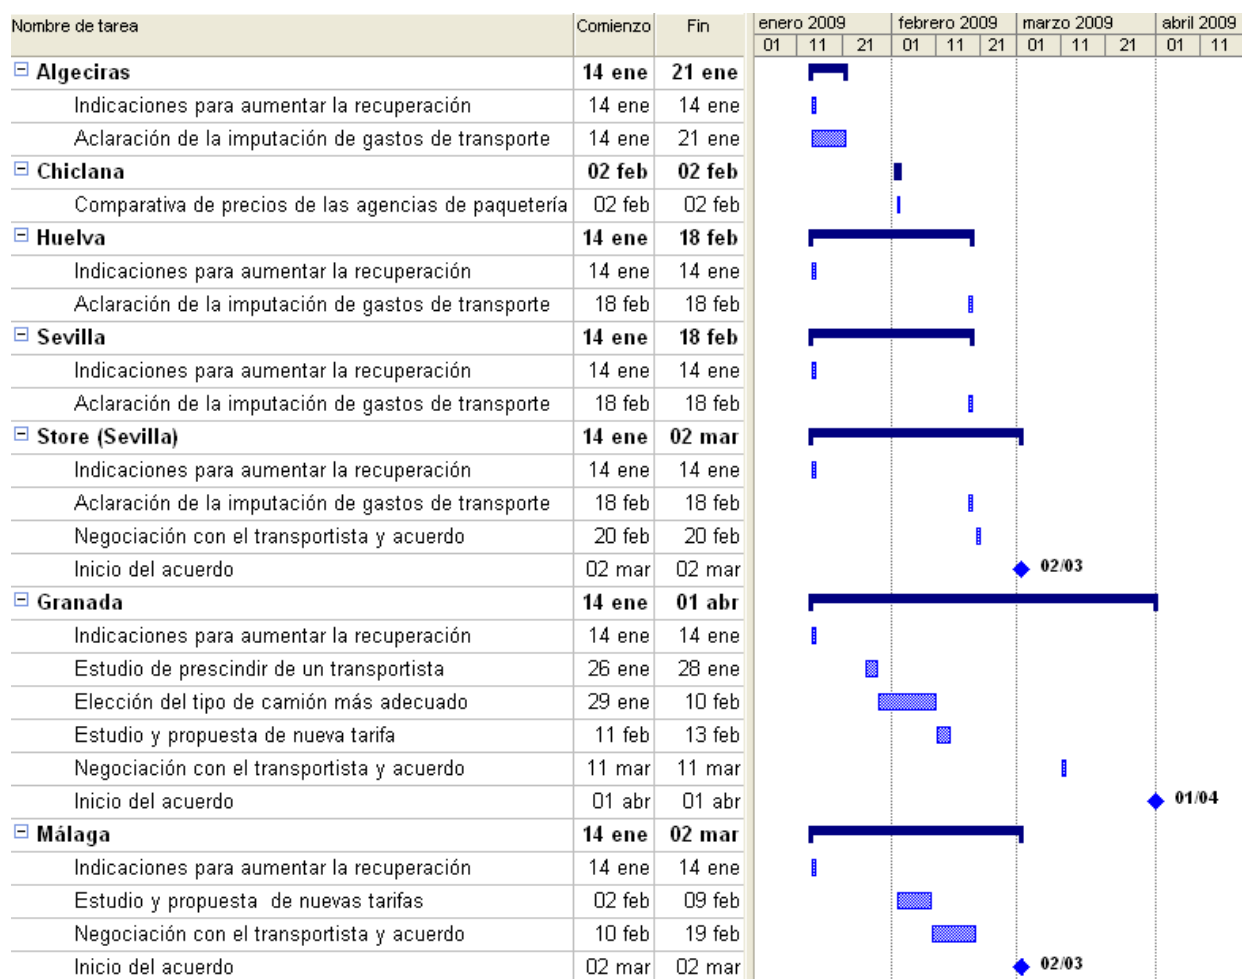 Nombre de tarea Comienzo Fin enero 2009 febrero 2009 marzo 2009 abril 2009
01 11 21 01 11 21 01 11 21 01 11
Algeciras 14 ene 21 ene
Indicaciones para aumentar la recuperación 14 ene 14 ene
Aclaración de la imputación de gastos de transporte 14 ene 21 ene
Chiclana 02 feb 02 feb
Comparativa de precios de las agencias de paquetería 02 feb 02 feb
Huelva 14 ene 18 feb
Indicaciones para aumentar la recuperación 14 ene 14 ene
Aclaración de la imputación de gastos de transporte 18 feb 18 feb
Sevilla 14 ene 18 feb
Indicaciones para aumentar la recuperación 14 ene 14 ene
Aclaración de la imputación de gastos de transporte 18 feb 18 feb
Store (Sevilla) 14 ene 02 mar
Indicaciones para aumentar la recuperación 14 ene 14 ene
Aclaración de la imputación de gastos de transporte 18 feb 18 feb
Negociación con el transportista y acuerdo 20 feb 20 feb
Inicio del acuerdo 02 mar 02 mar 02/03
Granada 14 ene 01 abr
Indicaciones para aumentar la recuperación 14 ene 14 ene
Estudio de prescindir de un transportista 26 ene 28 ene
Elección del tipo de camión más adecuado 29 ene 10 feb
Estudio y propuesta de nueva tarifa 11 feb 13 feb
Negociación con el transportista y acuerdo 11 mar 11 mar
Inicio del acuerdo 01 abr 01 abr 01/04
Málaga 14 ene 02 mar
Indicaciones para aumentar la recuperación 14 ene 14 ene
Estudio y propuesta de nuevas tarifas 02 feb 09 feb
Negociación con el transportista y acuerdo 10 feb 19 feb
Inicio del acuerdo 02 mar 02 mar 02/03